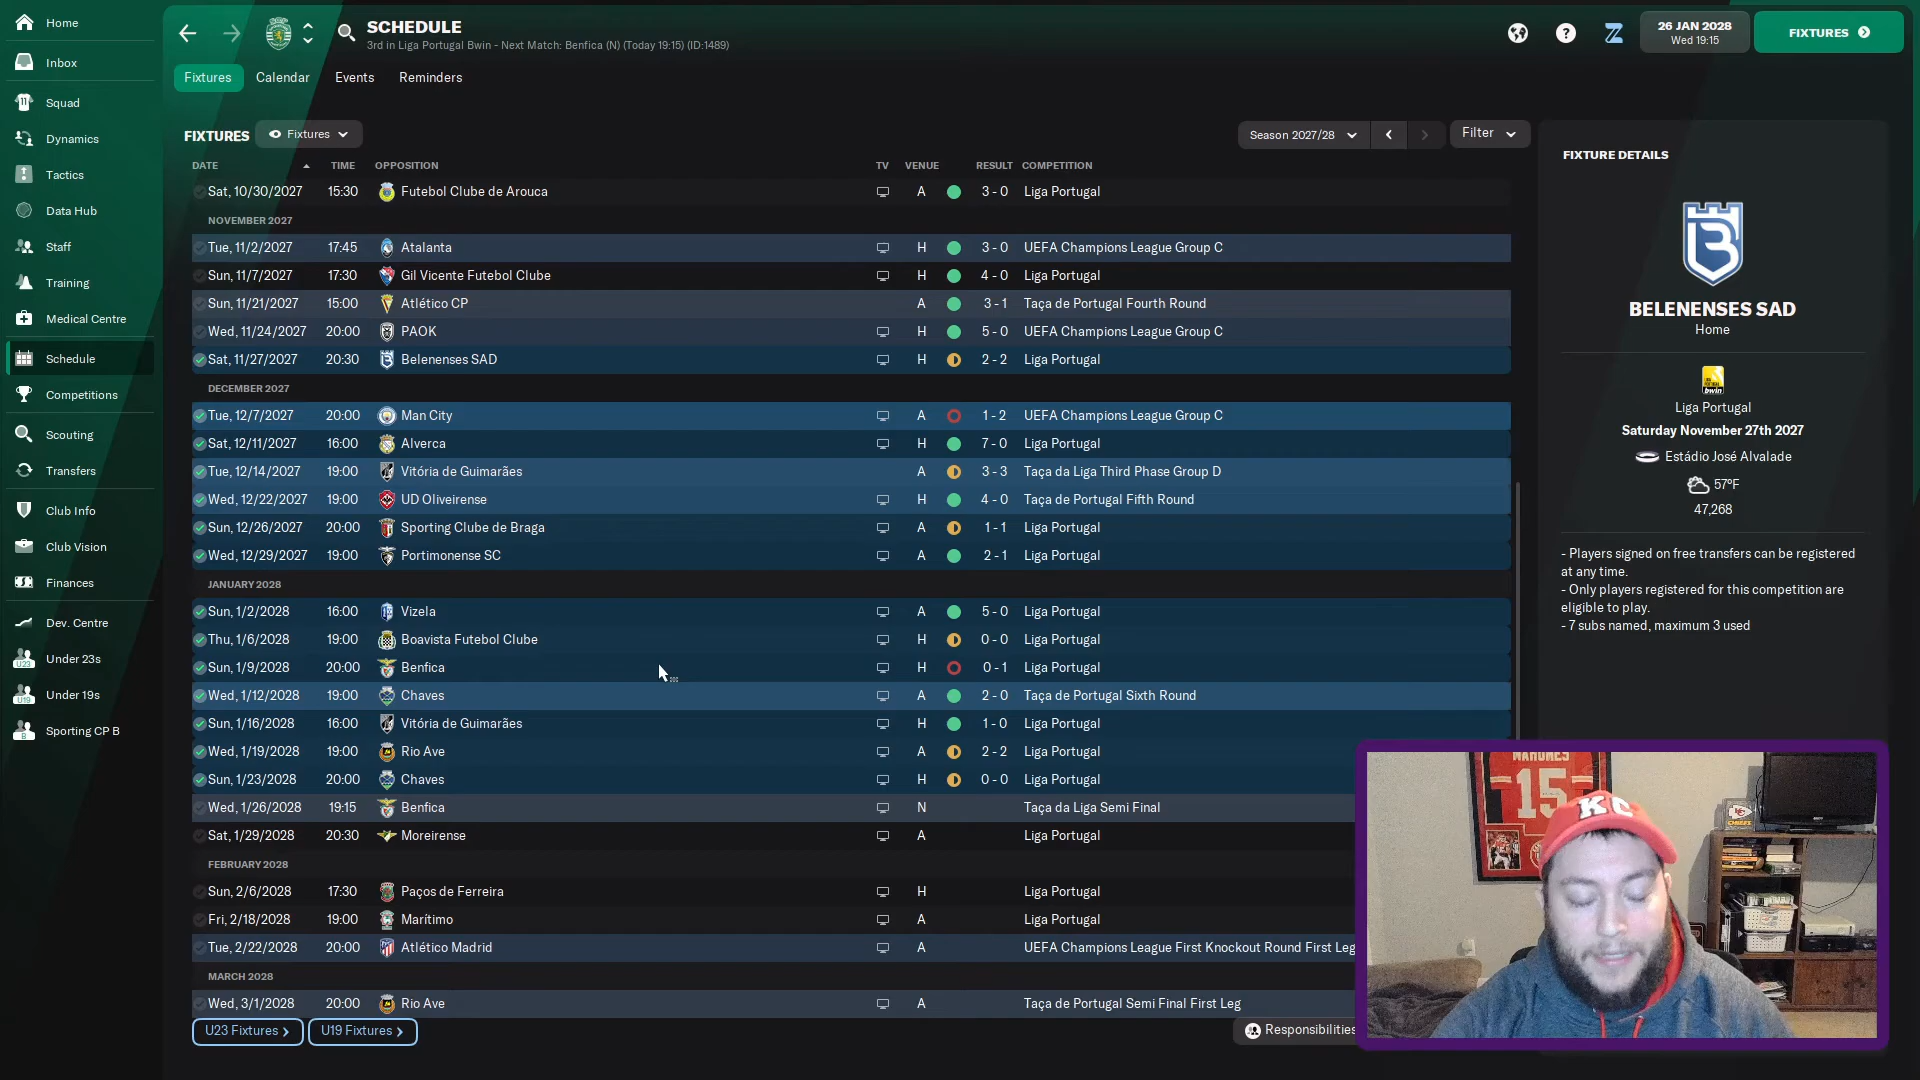 Home
Inbox
Squad
Dynamics
Tactics
Data Hub
Staff
Training
Medical Centre
Schedule
Competitions
Scouting
Transfers
Club Info
Club Vision
Finances
Dev. Centre
U23 Under 23s
U19 Under 19s
B Sporting CP B
SCHEDULE
3rd in Liga Portugal Bwin - Next Match: Benfica (N) (Today 19:15) (ID:1489)
26 JAN 2028
Wed 19:15
FIXTURES
Fixtures Calendar Events Reminders
FIXTURES Fixtures Season 2027/28 Filter
DATE TIME OPPOSITION TV VENUE RESULT COMPETITION
Sat, 10/30/2027 15:30 Futebol Clube de Arouca A 3 - 0 Liga Portugal
NOVEMBER 2027
Tue, 11/2/2027 17:45 Atalanta H 3 - 0 UEFA Champions League Group C
Sun, 11/7/2027 17:30 Gil Vicente Futebol Clube H 4 - 0 Liga Portugal
Sun, 11/21/2027 15:00 Atlético CP A 3 - 1 Taça de Portugal Fourth Round
Wed, 11/24/2027 20:00 PAOK H 5 - 0 UEFA Champions League Group C
Sat, 11/27/2027 20:30 Belenenses SAD H 2 - 2 Liga Portugal
DECEMBER 2027
Tue, 12/7/2027 20:00 Man City A 1 - 2 UEFA Champions League Group C
Sat, 12/11/2027 16:00 Alverca H 7 - 0 Liga Portugal
Tue, 12/14/2027 19:00 Vitória de Guimarães A 3 - 3 Taça da Liga Third Phase Group D
Wed, 12/22/2027 19:00 UD Oliveirense H 4 - 0 Taça de Portugal Fifth Round
Sun, 12/26/2027 20:00 Sporting Clube de Braga A 1 - 1 Liga Portugal
Wed, 12/29/2027 19:00 Portimonense SC A 2 - 1 Liga Portugal
JANUARY 2028
Sun, 1/2/2028 16:00 Vizela A 5 - 0 Liga Portugal
Thu, 1/6/2028 19:00 Boavista Futebol Clube H 0 - 0 Liga Portugal
Sun, 1/9/2028 20:00 Benfica H 0 - 1 Liga Portugal
Wed, 1/12/2028 19:00 Chaves A 2 - 0 Taça de Portugal Sixth Round
Sun, 1/16/2028 16:00 Vitória de Guimarães H 1 - 0 Liga Portugal
Wed, 1/19/2028 19:00 Rio Ave A 2 - 2 Liga Portugal
Sun, 1/23/2028 20:00 Chaves H 0 - 0 Liga Portugal
Wed, 1/26/2028 19:15 Benfica N Taça da Liga Semi Final
Sat, 1/29/2028 20:30 Moreirense A Liga Portugal
FEBRUARY 2028
Sun, 2/6/2028 17:30 Paços de Ferreira H Liga Portugal
Fri, 2/18/2028 19:00 Marítimo A Liga Portugal
Tue, 2/22/2028 20:00 Atlético Madrid A UEFA Champions League First Knockout Round First Leg
MARCH 2028
Wed, 3/1/2028 20:00 Rio Ave A Taça de Portugal Semi Final First Leg
U23 Fixtures U19 Fixtures Responsibilities
FIXTURE DETAILS
BELENENSES SAD
Home
bwin
Liga Portugal
Saturday November 27th 2027
Estádio José Alvalade
57ºF
47,268
- Players signed on free transfers can be registered
at any time.
- Only players registered for this competition are
eligible to play.
- 7 subs named, maximum 3 used
MAHOMES
15
KC
CHIEFS